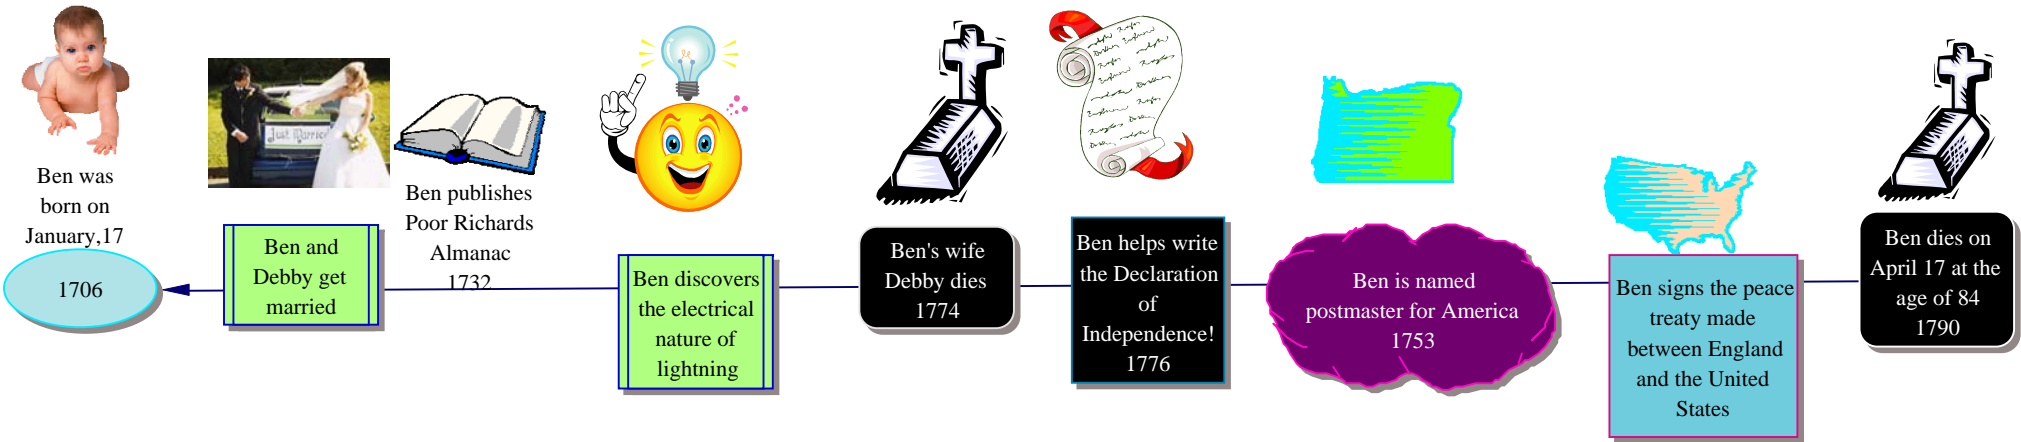 Ben was
born on
January,17
1706
Just Married
Ben and
Debby get
married
Ben publishes
Poor Richards
Almanac
1732
Ben discovers
the electrical
nature of
lightning
Ben's wife
Debby dies
1774
Ben helps write
the Declaration
of
Independence!
1776
Ben is named
postmaster for America
1753
Ben signs the peace
treaty made
between England
and the United
States
Ben dies on
April 17 at the
age of 84
1790